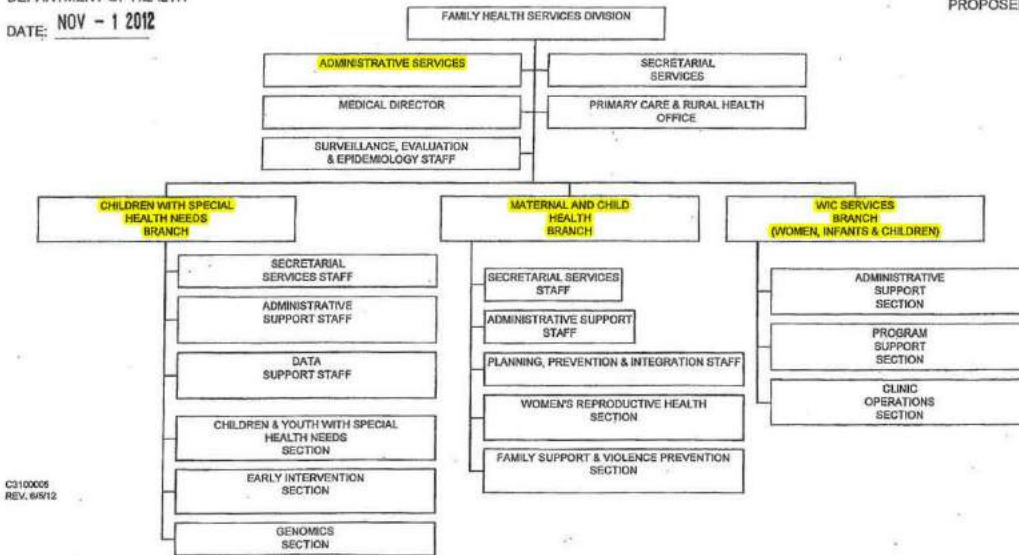 DATE: NOV - 1 2012
PROPOSED
FAMILY HEALTH SERVICES DIVISION
ADMINISTRATIVE SERVICES
SECRETARIAL
SERVICES
MEDICAL DIRECTOR
PRIMARY CARE & RURAL HEALTH
OFFICE
SURVEILLANCE, EVALUATION
& EPIDEMIOLOGY STAFF
CHILDREN WITH SPECIAL
HEALTH NEEDS
BRANCH
MATERNAL AND CHILD
HEALTH
BRANCH
WIC SERVICES
BRANCH
(WOMEN, INFANTS & CHILDREN)
SECRETARIAL
SERVICES STAFF
ADMINISTRATIVE
SUPPORT STAFF
DATA
SUPPORT STAFF
CHILDREN & YOUTH WITH SPECIAL
HEALTH NEEDS
SECTION
EARLY INTERVENTION
SECTION
GENOMICS
SECTION
SECRETARIAL SERVICES
STAFF
ADMINISTRATIVE SUPPORT
STAFF
PLANNING, PREVENTION & INTEGRATION STAFF
WOMEN'S REPRODUCTIVE HEALTH
SECTION
FAMILY SUPPORT & VIOLENCE PREVENTION
SECTION
ADMINISTRATIVE
SUPPORT
SECTION
PROGRAM
SUPPORT
SECTION
CLINIC
OPERATIONS
SECTION
C3100005
REV. 6/5/12